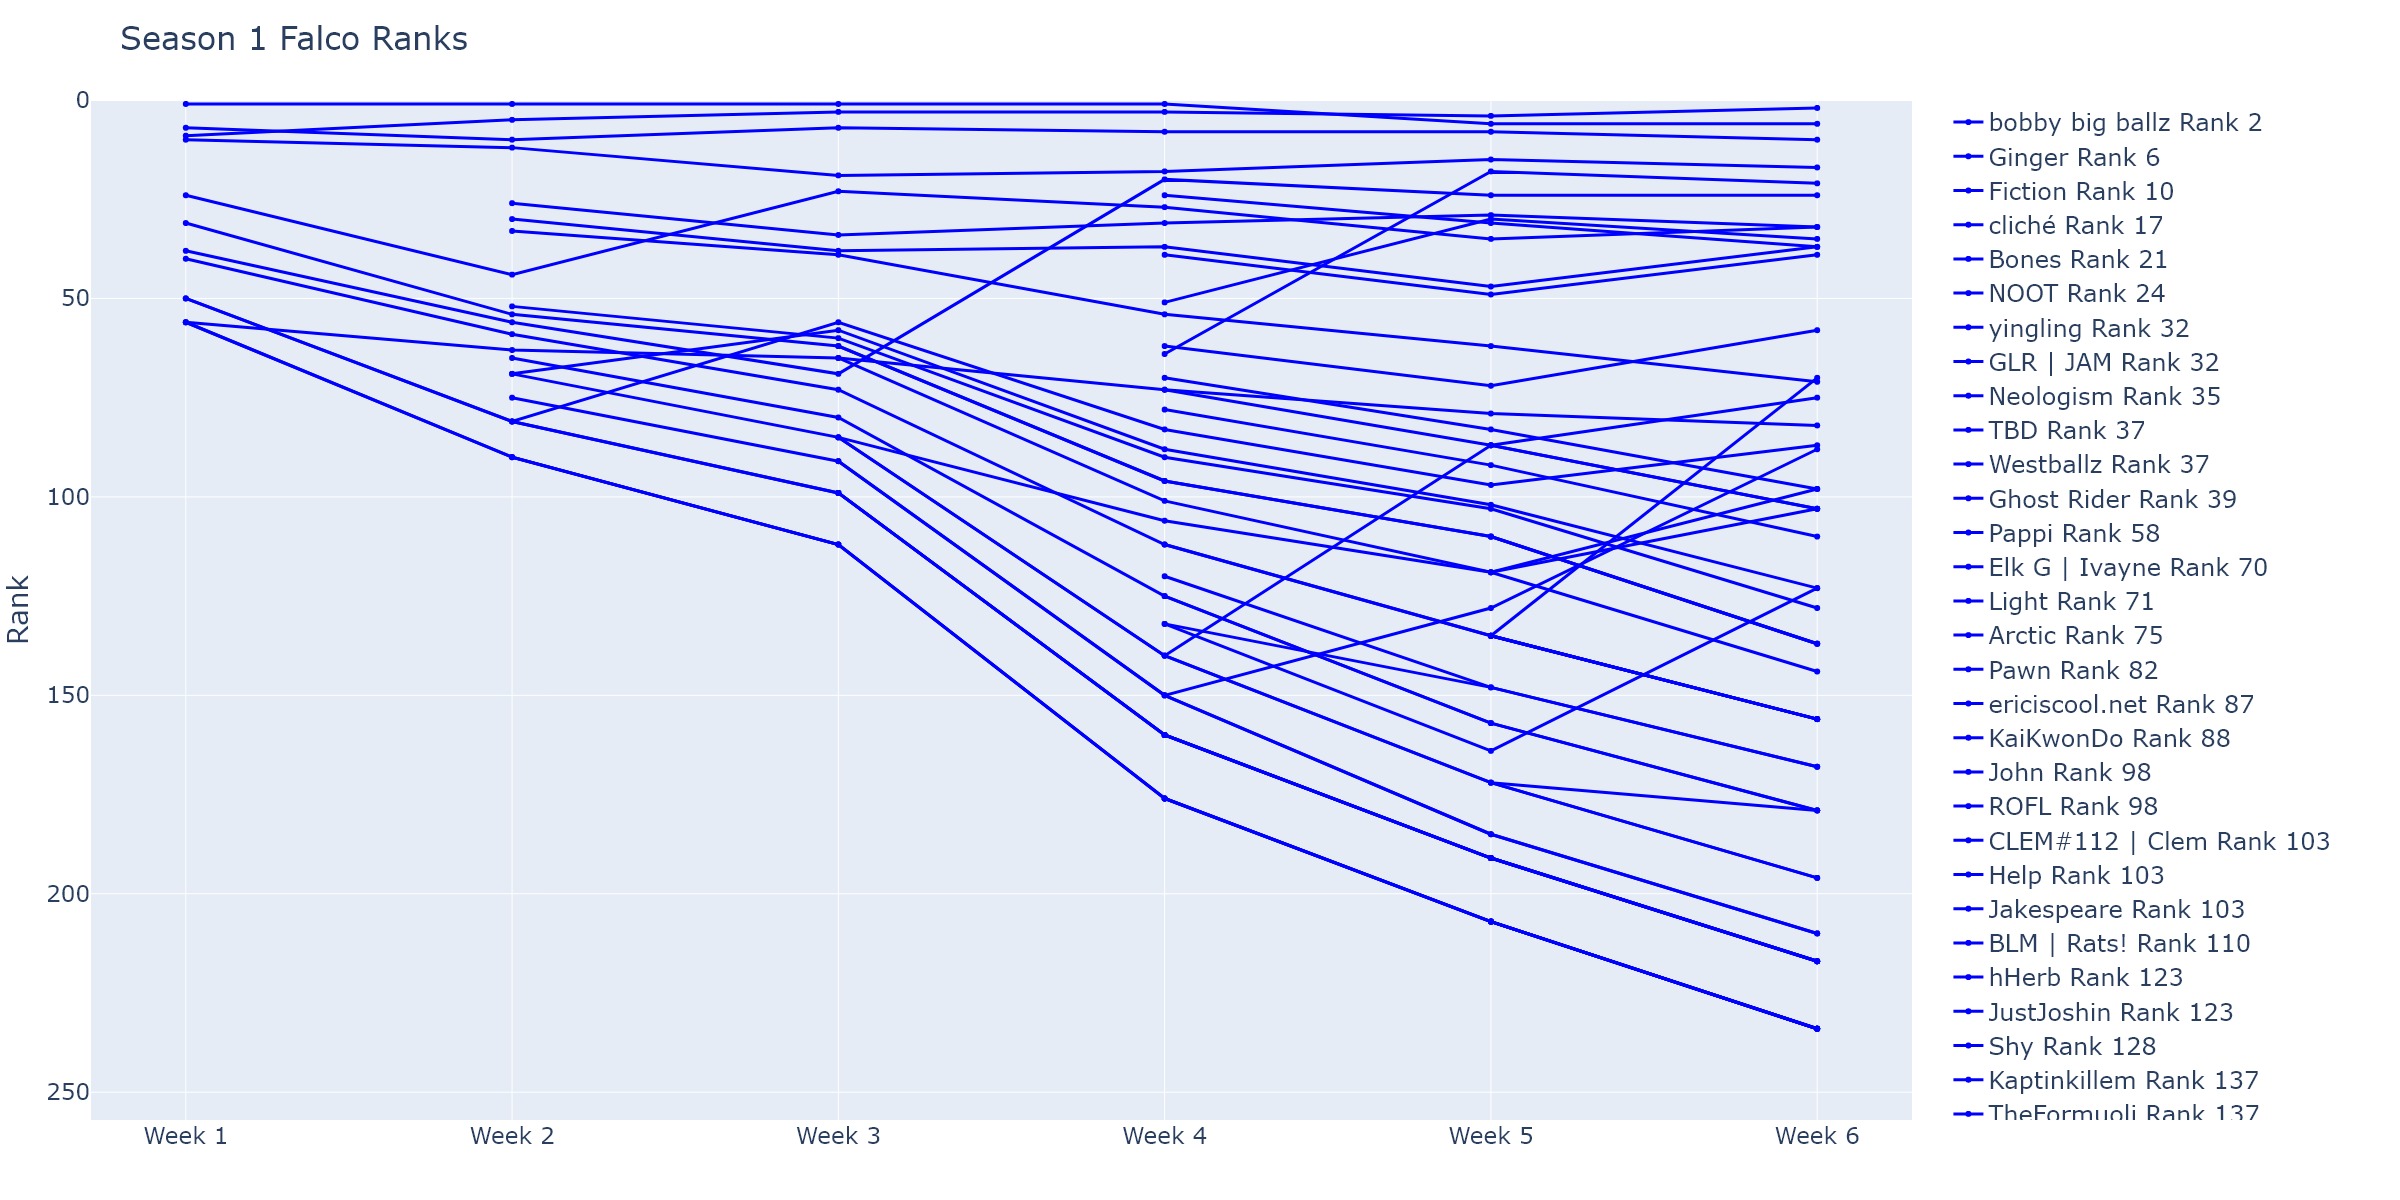 Season 1 Falco Ranks
Rank
0
50
100
150
200
250
Week 1
Week 2
Week 3
Week 4
Week 5
Week 6
bobby big ballz Rank 2
Ginger Rank 6
Fiction Rank 10
cliché Rank 17
Bones Rank 21
NOOT Rank 24
yingling Rank 32
GLR | JAM Rank 32
Neologism Rank 35
TBD Rank 37
Westballz Rank 37
Ghost Rider Rank 39
Pappi Rank 58
Elk G | Ivayne Rank 70
Light Rank 71
Arctic Rank 75
Pawn Rank 82
ericiscool.net Rank 87
KaiKwonDo Rank 88
John Rank 98
ROFL Rank 98
CLEM#112 | Clem Rank 103
Help Rank 103
Jakespeare Rank 103
BLM | Rats! Rank 110
hHerb Rank 123
JustJoshin Rank 123
Shy Rank 128
Kaptinkillem Rank 137
TheFormuoli Rank 137